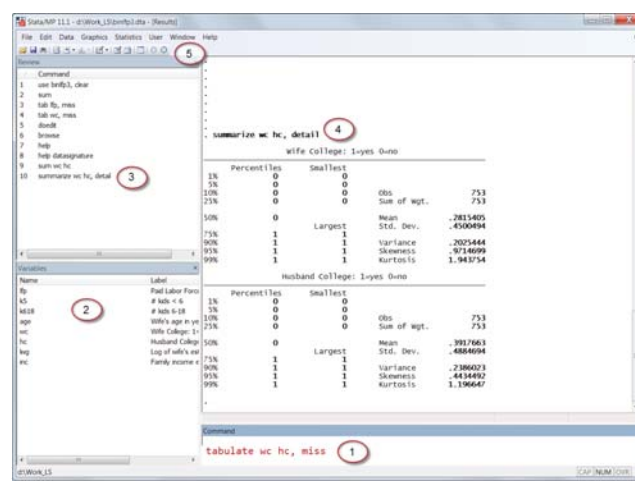 Stata/MP 11.1 - d:\Work_LS\binlfp3.dta - [Results]
File Edit Data Graphics Statistics User Window Help
5
Review
Command
1 use binlfp3, clear
2 sum
3 tab lfp, miss
4 tab wc, miss
5 doedit
6 browse
7 help
8 help datasignature
9 sum wc hc
10 summarize wc hc, detail
3
Variables
Name Label
lfp Paid Labor Forc
k5 # kids < 6
k618 # kids 6-18
age Wife's age in ye
wc Wife College: 1=
hc Husband College
lwg Log of wife's est
inc Family income e
2
. summarize wc hc, detail
4
Wife College: 1=yes 0=no
Percentiles Smallest
1% 0 0
5% 0 0
10% 0 0 Obs 753
25% 0 0 Sum of Wgt. 753
50% 0 Mean .2815405
Largest Std. Dev. .4500494
75% 1 1
90% 1 1 Variance .2025444
95% 1 1 Skewness .9714699
99% 1 1 Kurtosis 1.943754
Husband College: 1=yes 0=no
Percentiles Smallest
1% 0 0
5% 0 0
10% 0 0 Obs 753
25% 0 0 Sum of Wgt. 753
50% 0 Mean .3917663
Largest Std. Dev. .4884694
75% 1 1
90% 1 1 Variance .2386023
95% 1 1 Skewness .4434492
99% 1 1 Kurtosis 1.196647
.
Command
tabulate wc hc, miss
1
d:\Work_LS
CAP NUM OVR